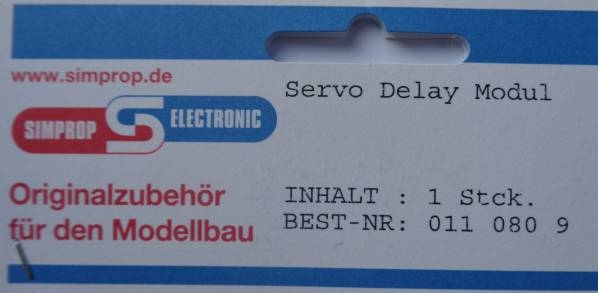 www.simprop.de
Servo Delay Modul
SIMPROP S ELECTRONIC
Originalzubehör
für den Modellbau
INHALT : 1 Stck.
BEST-NR: 011 080 9